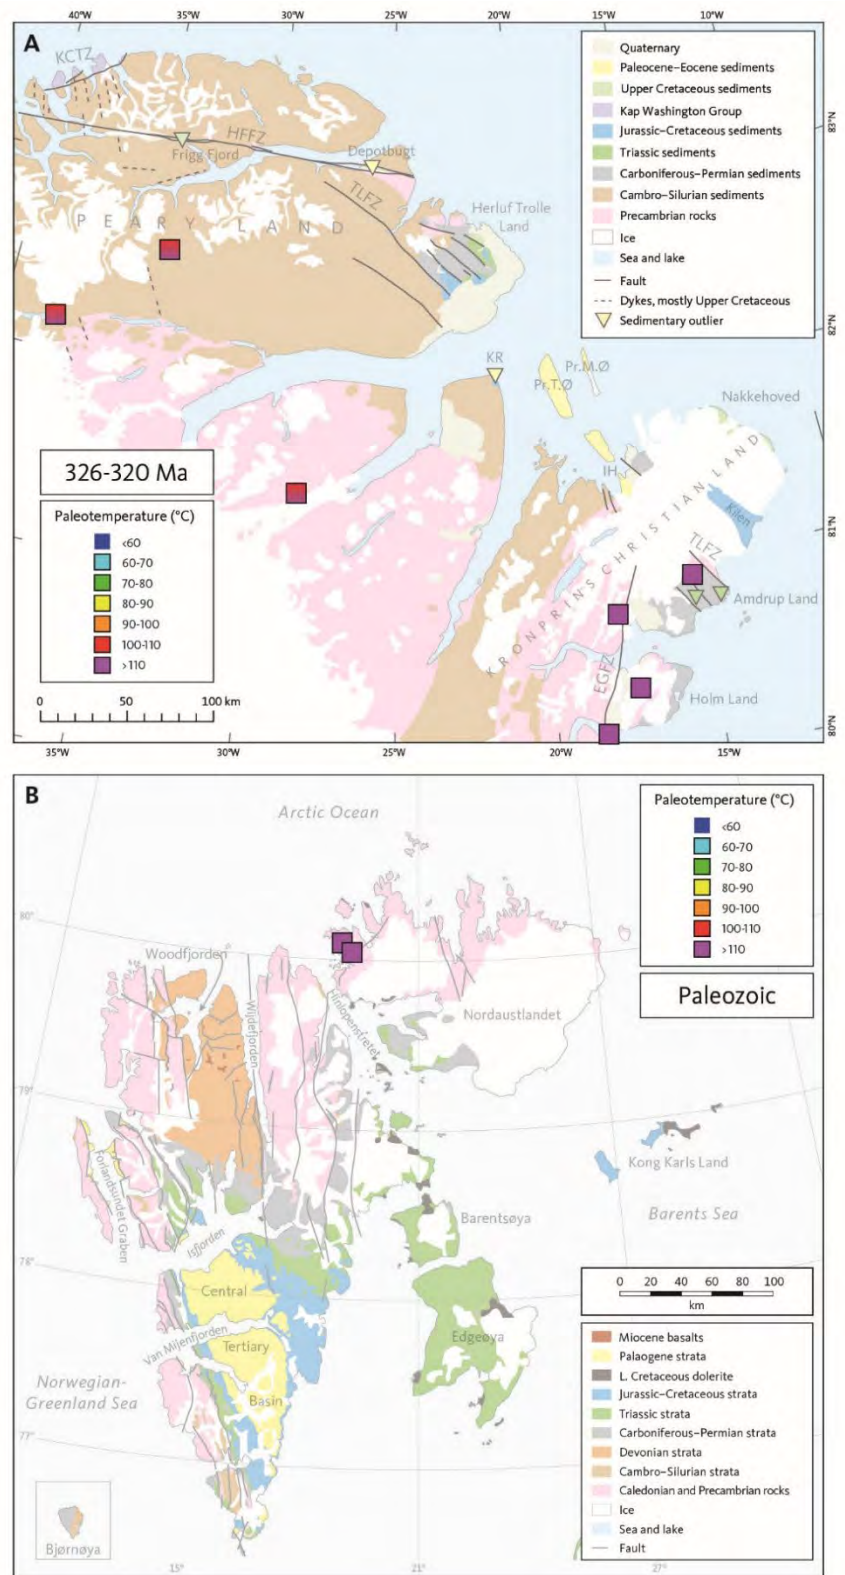 40°W 35°W 30°W 25°W 20°W 15°W 10°W
A
KCTZ
HFFZ
Frigg Fjord
Depotbugt
TLFZ
PEARY LAND
Herluf Trolle
Land
83°N
82°N
81°N
80°N
Quaternary
Paleocene–Eocene sediments
Upper Cretaceous sediments
Kap Washington Group
Jurassic–Cretaceous sediments
Triassic sediments
Carboniferous–Permian sediments
Cambro–Silurian sediments
Precambrian rocks
Ice
Sea and lake
Fault
Dykes, mostly Upper Cretaceous
Sedimentary outlier
KR
Pr.T.Ø
Pr.M.Ø
Nakkehoved
IH
KRONPRINS CHRISTIAN LAND
Kilen
TLFZ
Amdrup Land
EGFZ
Holm Land
326-320 Ma
Paleotemperature (°C)
<60
60-70
70-80
80-90
90-100
100-110
>110
0 50 100 km
35°W 30°W 25°W 20°W 15°W
B
Arctic Ocean
Paleotemperature (°C)
<60
60-70
70-80
80-90
90-100
100-110
>110
Paleozoic
80°
Woodfjorden
Wijdefjorden
Hinlopenstretet
Nordaustlandet
79°
Forlandsundet Graben
Kong Karls Land
Barents Sea
Isfjorden
Barentsøya
78°
Central
Van Mijenfjorden
Tertiary
Edgeøya
Basin
Norwegian-
Greenland Sea
77°
Bjørnøya
0 20 40 60 80 100
km
Miocene basalts
Palaogene strata
L. Cretaceous dolerite
Jurassic–Cretaceous strata
Triassic strata
Carboniferous–Permian strata
Devonian strata
Cambro–Silurian strata
Caledonian and Precambrian rocks
Ice
Sea and lake
Fault
15° 21° 27°